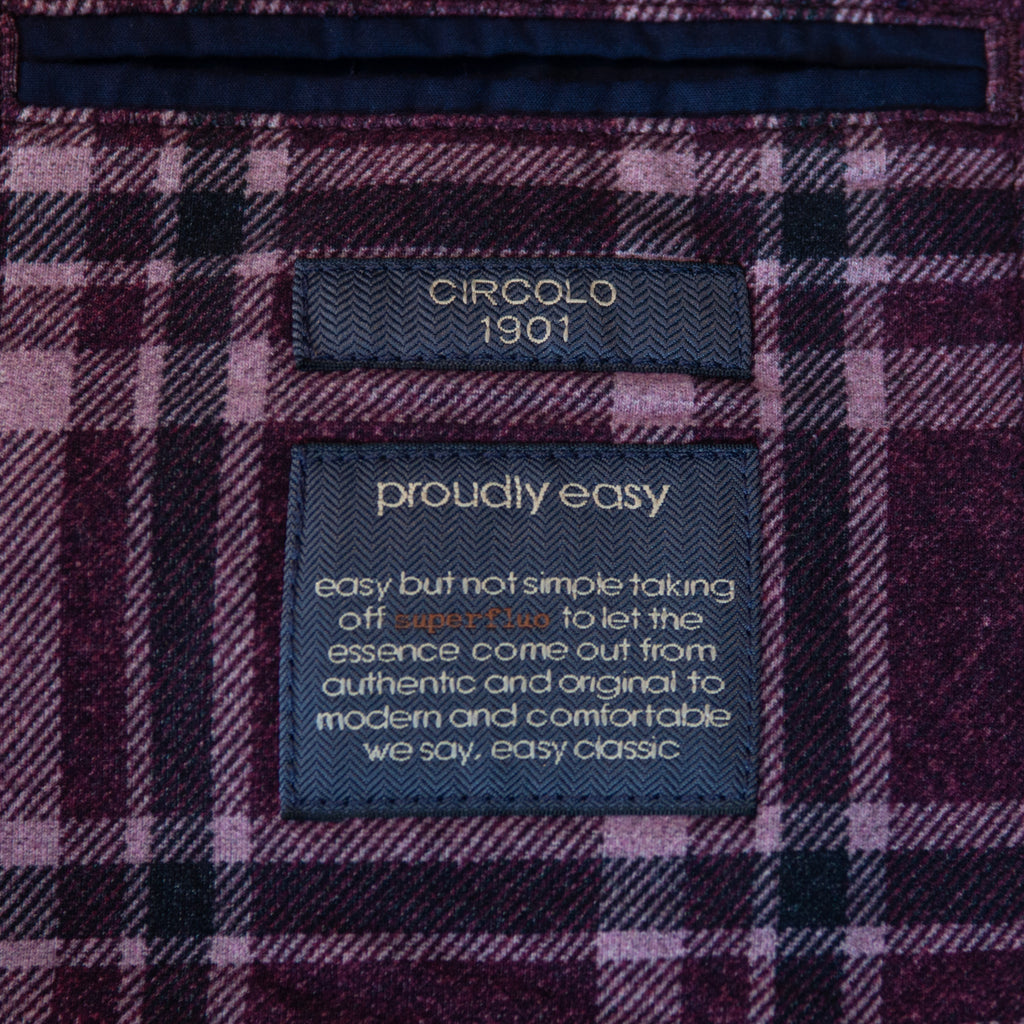 CIRCOLO
1901
proudly easy
easy but not simple taking
off superfluo to let the
essence come out from
authentic and original to
modern and comfortable
we say, easy classic